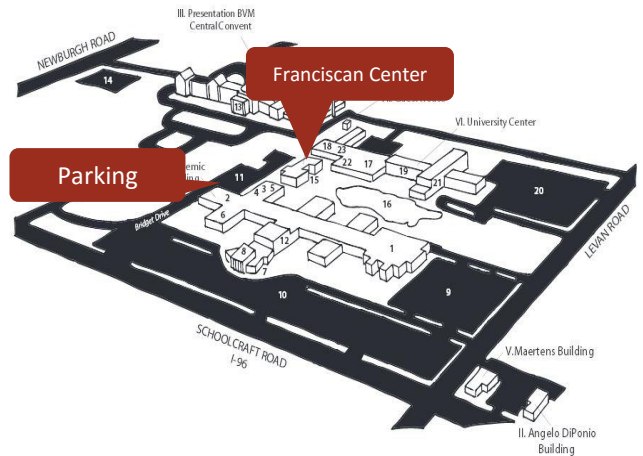 III. Presentation BVM
Central Convent
NEWBURGH ROAD
14
13
Franciscan Center
VI. University Center
18
23
22
17
19
21
20
15
16
11
Parking
emic
Bridget Drive
2
4
3
5
6
8
7
12
1
9
10
LEVAN ROAD
SCHOOLCRAFT ROAD
I-96
V.Maertens Building
II. Angelo DiPonio
Building